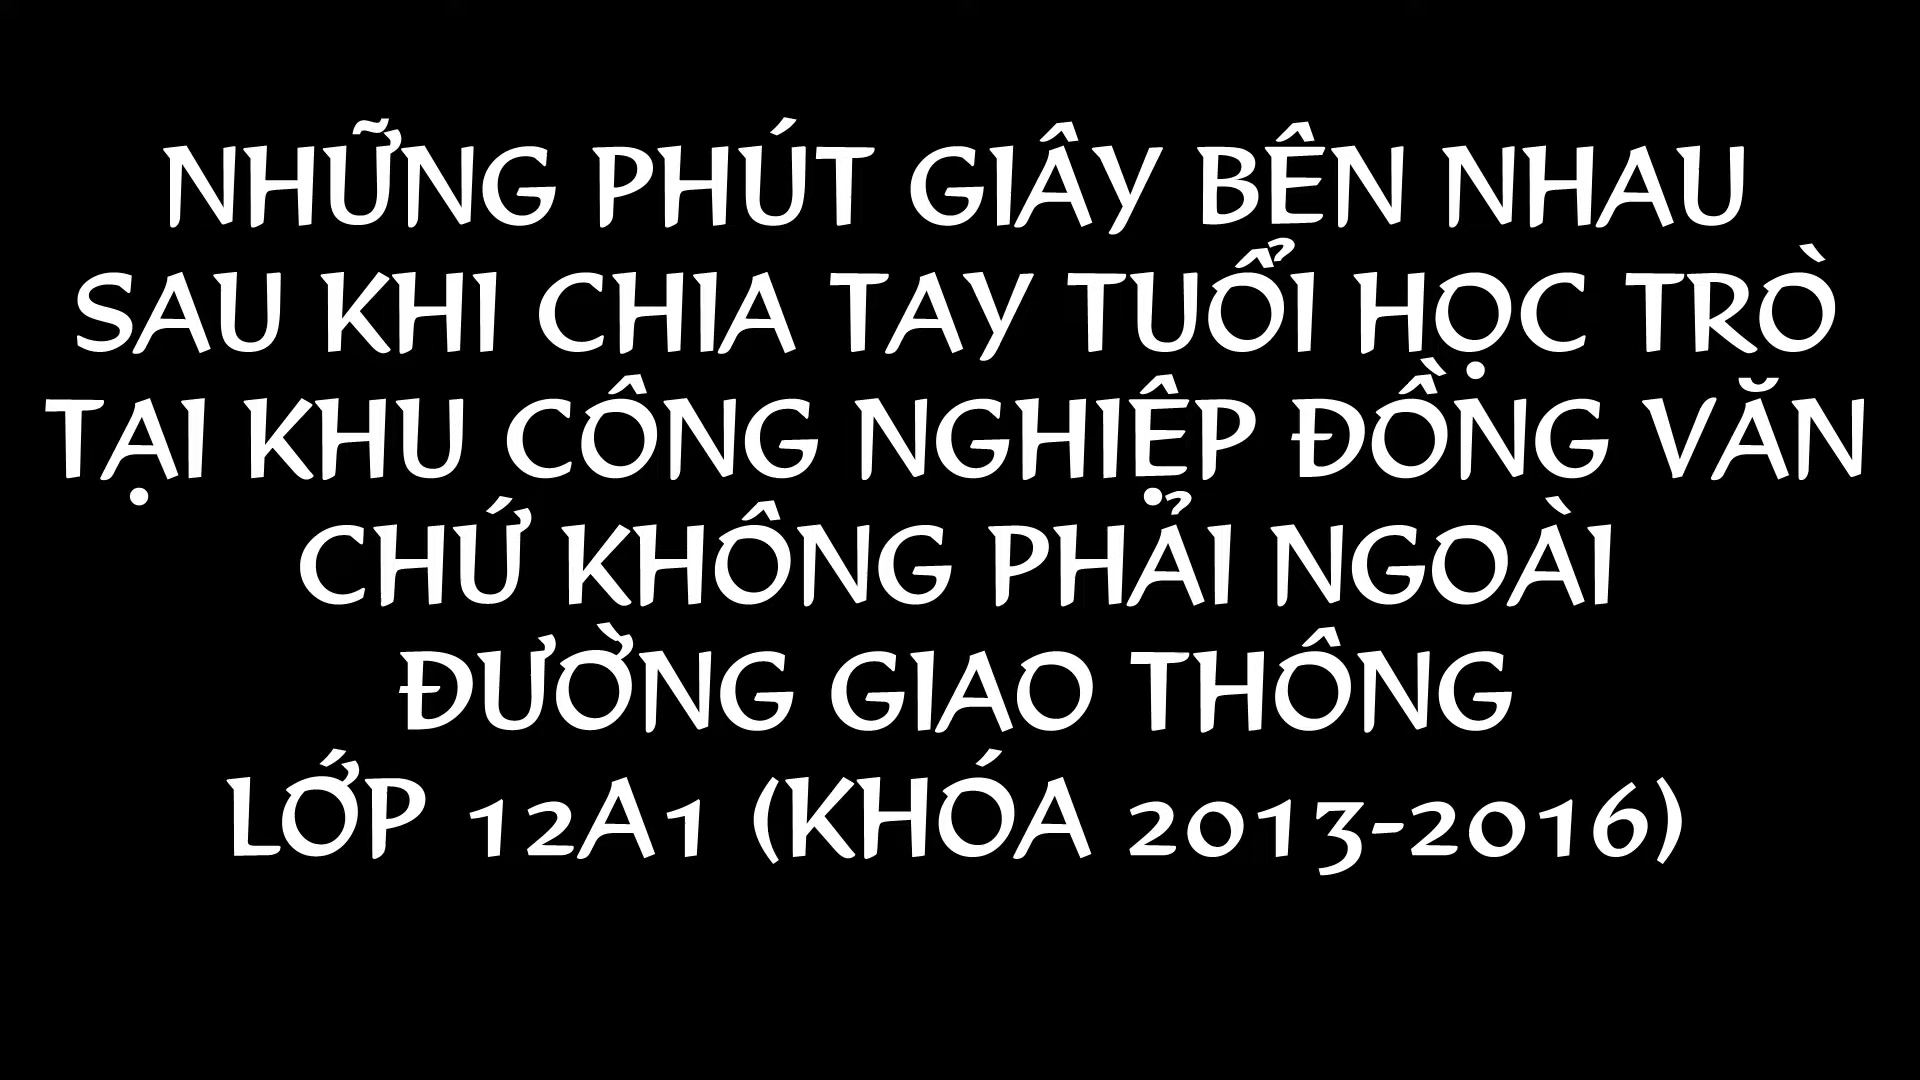 NHỮNG PHÚT GIÂY BÊN NHAU
SAU KHI CHIA TAY TUỔI HỌC TRÒ
TẠI KHU CÔNG NGHIỆP ĐỒNG VĂN
CHỨ KHÔNG PHẢI NGOÀI
ĐƯỜNG GIAO THÔNG
LỚP 12A1 (KHÓA 2013-2016)